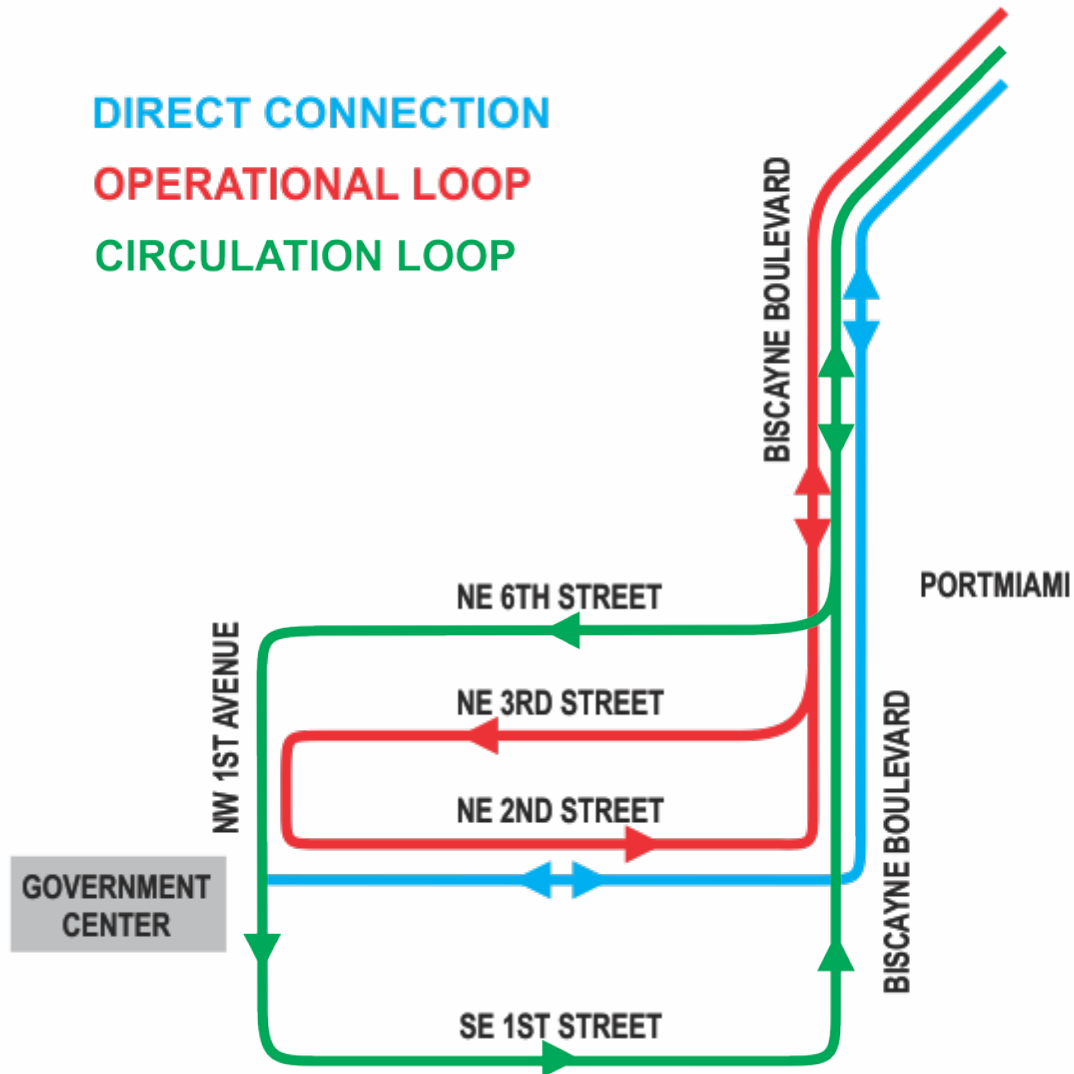 DIRECT CONNECTION
OPERATIONAL LOOP
CIRCULATION LOOP
BISCAYNE BOULEVARD
NE 6TH STREET
PORTMIAMI
NW 1ST AVENUE
NE 3RD STREET
NE 2ND STREET
BISCAYNE BOULEVARD
GOVERNMENT
CENTER
SE 1ST STREET